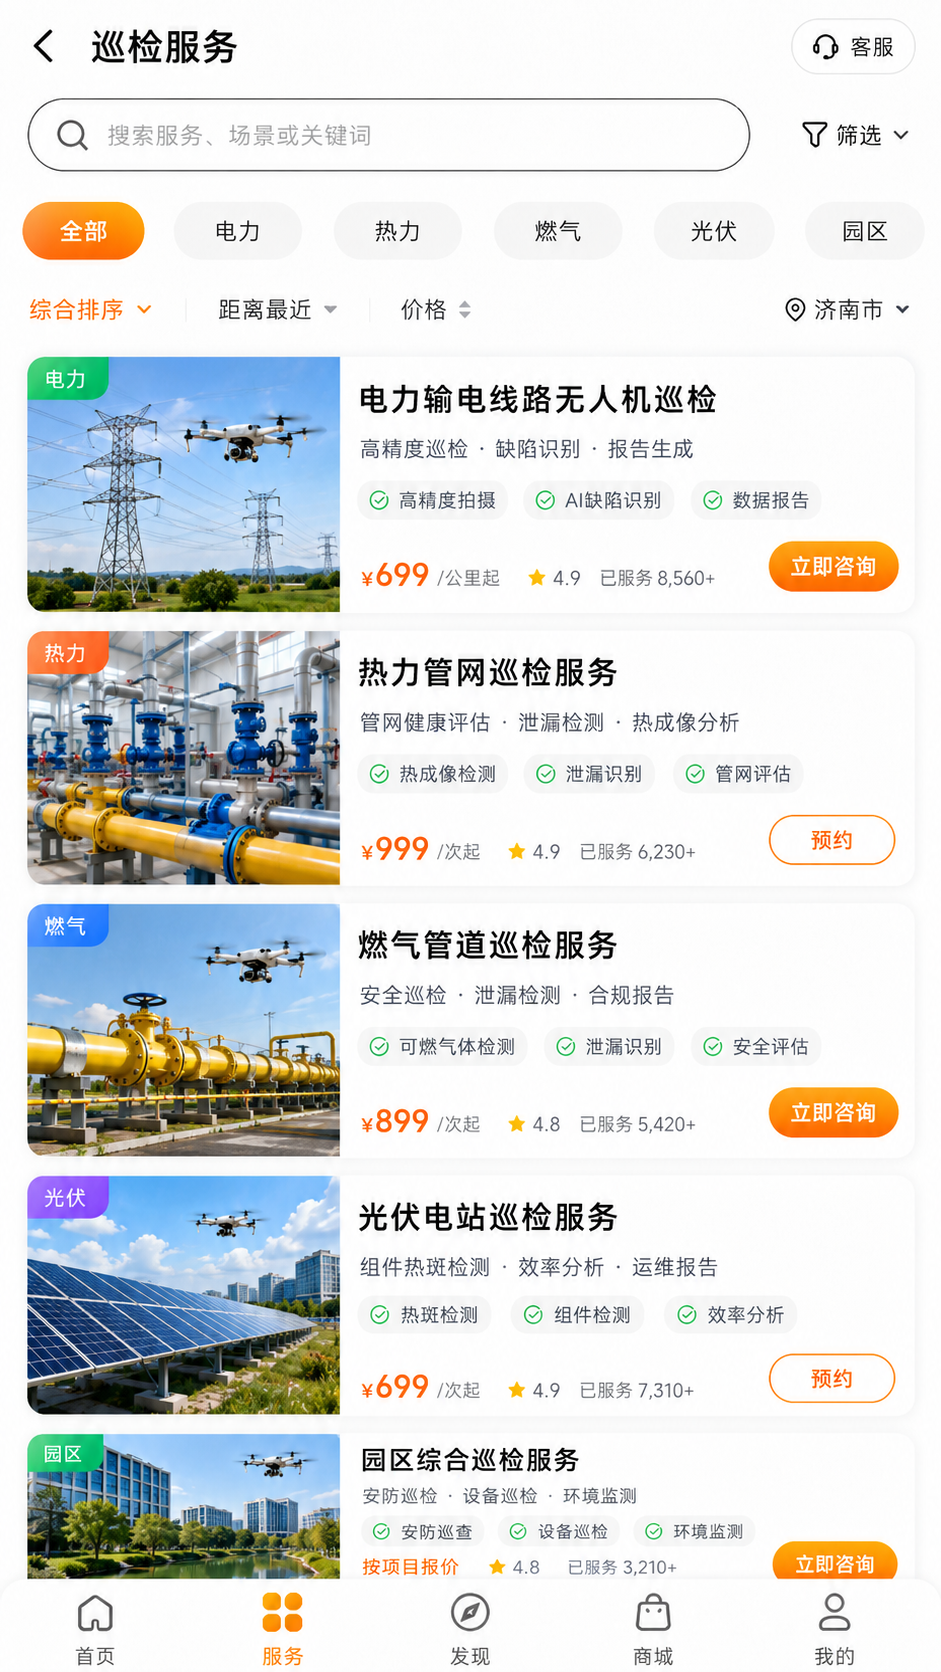 巡检服务
客服
搜索服务、场景或关键词
筛选
全部 电力 热力 燃气 光伏 园区
综合排序 距离最近 价格 济南市
电力
电力输电线路无人机巡检
高精度巡检 · 缺陷识别 · 报告生成
高精度拍摄 AI缺陷识别 数据报告
¥699 /公里起 4.9 已服务 8,560+ 立即咨询
热力
热力管网巡检服务
管网健康评估 · 泄漏检测 · 热成像分析
热成像检测 泄漏识别 管网评估
¥999 /次起 4.9 已服务 6,230+ 预约
燃气
燃气管道巡检服务
安全巡检 · 泄漏检测 · 合规报告
可燃气体检测 泄漏识别 安全评估
¥899 /次起 4.8 已服务 5,420+ 立即咨询
光伏
光伏电站巡检服务
组件热斑检测 · 效率分析 · 运维报告
热斑检测 组件检测 效率分析
¥699 /次起 4.9 已服务 7,310+ 预约
园区
园区综合巡检服务
安防巡检 · 设备巡检 · 环境监测
安防巡查 设备巡检 环境监测
按项目报价 4.8 已服务 3,210+ 立即咨询
首页 服务 发现 商城 我的